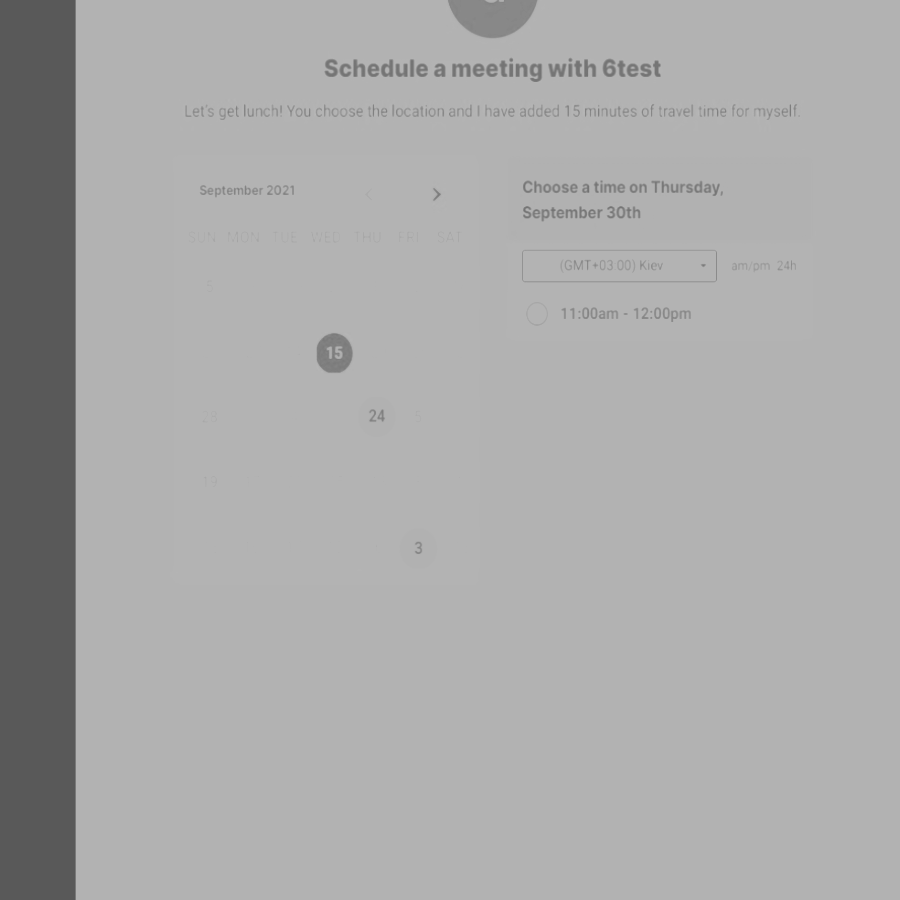 Schedule a meeting with 6test
Let's get lunch! You choose the location and I have added 15 minutes of travel time for myself.
September 2021
SUN MON TUE WED THU FRI SAT
5
15
24 5
19
3
Choose a time on Thursday,
September 30th
(GMT+03:00) Kiev am/pm 24h
11:00am - 12:00pm